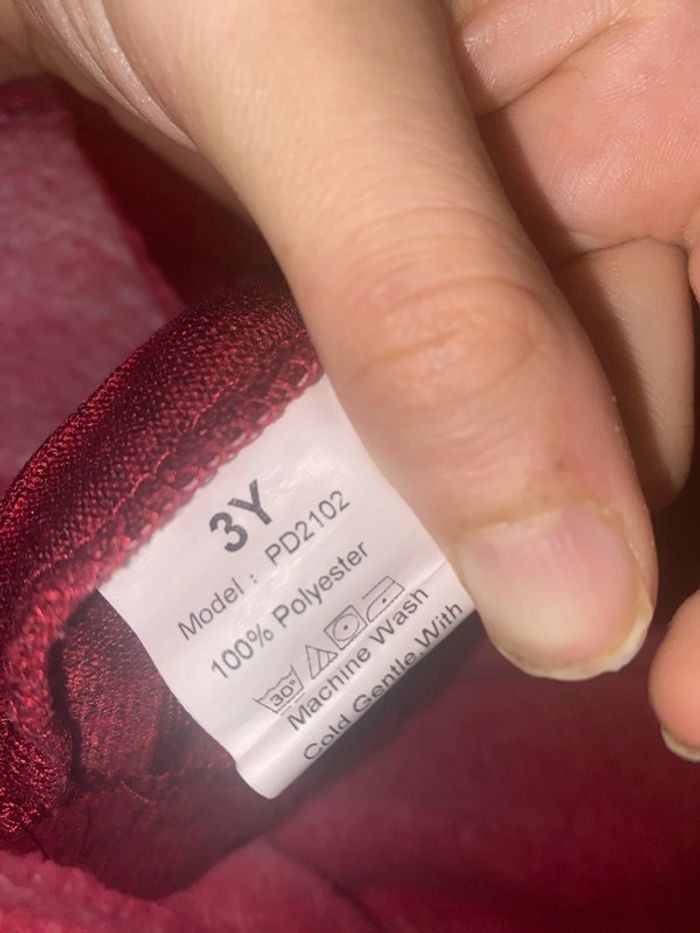 3Y
Model : PD2102
100% Polyester
30°
Machine Wash
Cold Gentle With